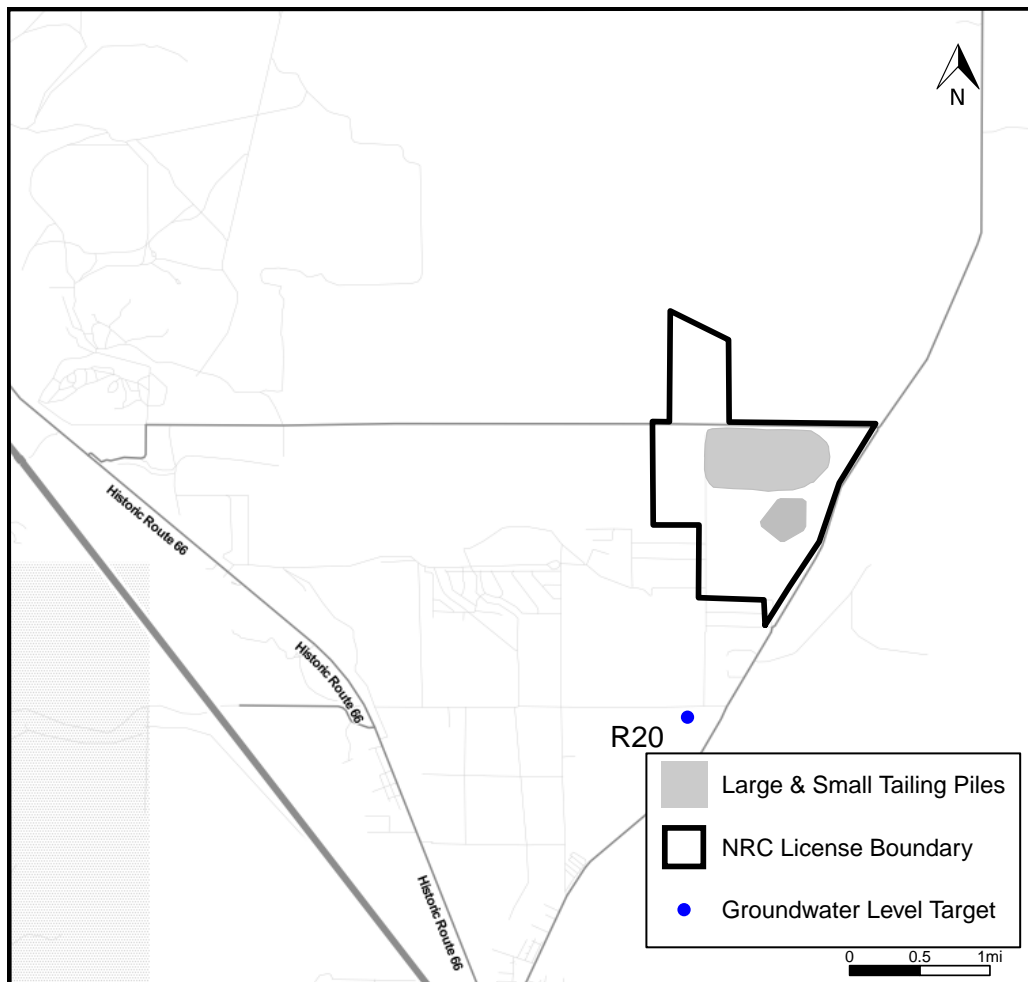 N
Historic Route 66
Historic Route 66
R20
Large & Small Tailing Piles
NRC License Boundary
Historic Route 66
Groundwater Level Target
0 0.5 1mi